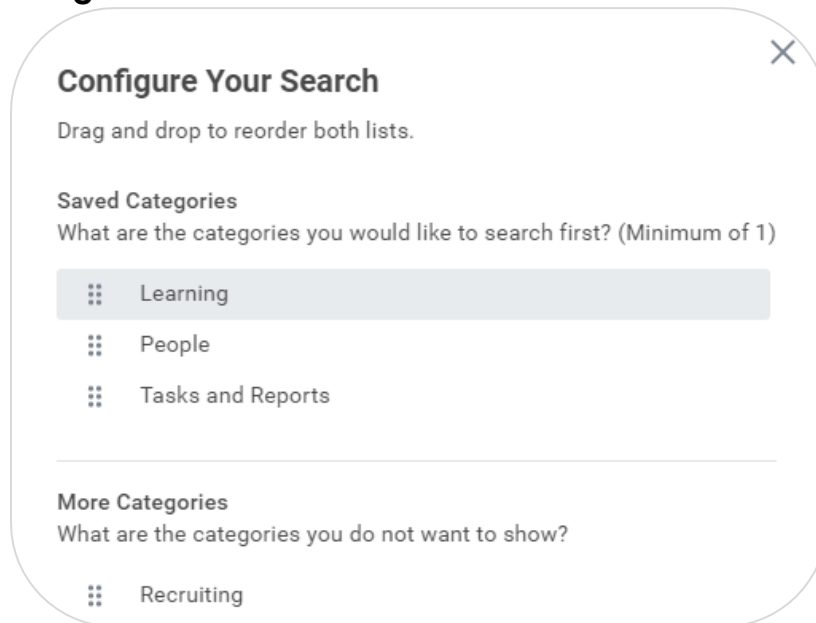 Configure Your Search
Drag and drop to reorder both lists.
Saved Categories
What are the categories you would like to search first? (Minimum of 1)
Learning
People
Tasks and Reports
More Categories
What are the categories you do not want to show?
Recruiting